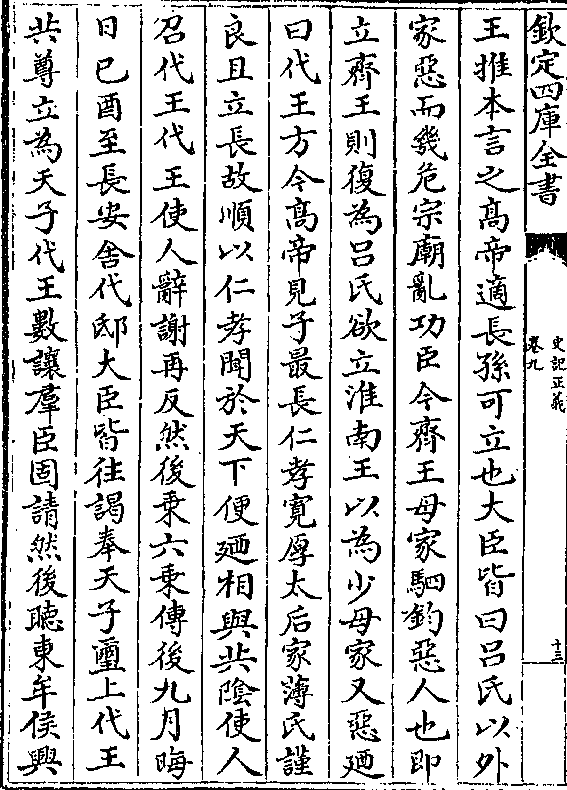 欽定四庫全書
史記正義
卷九
十三
王推本言之髙帝適長孫可立也大臣皆曰吕氏以外
家惡而㡬危宗廟亂功臣今齊王母家駟鈞惡人也即
立齊王則復為吕氏欲立淮南王以為少母家又惡廼
曰代王方今髙帝見子最長仁孝寛厚太后家薄氏謹
良且立長故順以仁孝聞於天下便廼相與共隂使人
召代王代王使人辭謝再反然後乗六乗傳後九月晦
日己酉至長安舍代邸大臣皆往謁奉天子璽上代王
共尊立為天子代王數讓羣臣固請然後聽東牟侯興